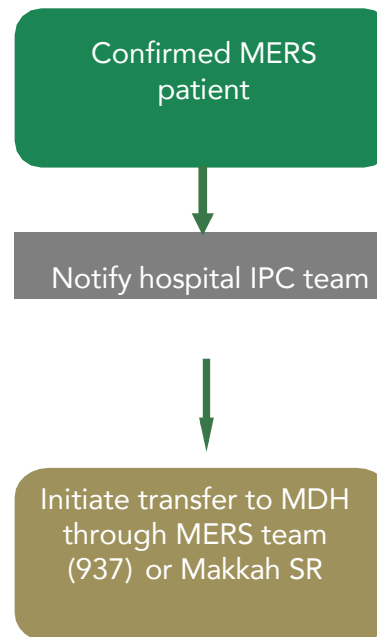 Confirmed MERS
patient
Notify hospital IPC team
Initiate transfer to MDH
through MERS team
(937) or Makkah SR